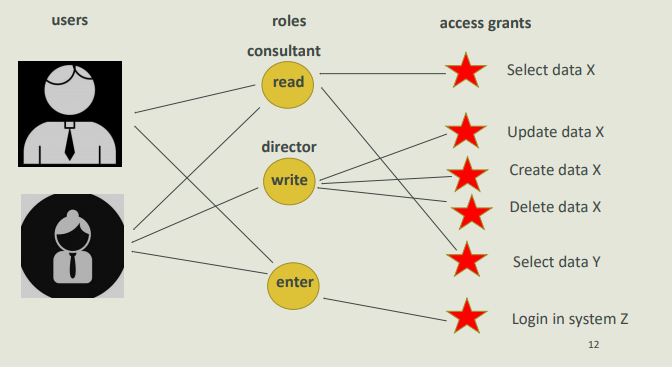 users
roles
access grants
consultant
read
director
write
enter
Select data X
Update data X
Create data X
Delete data X
Select data Y
Login in system Z
12